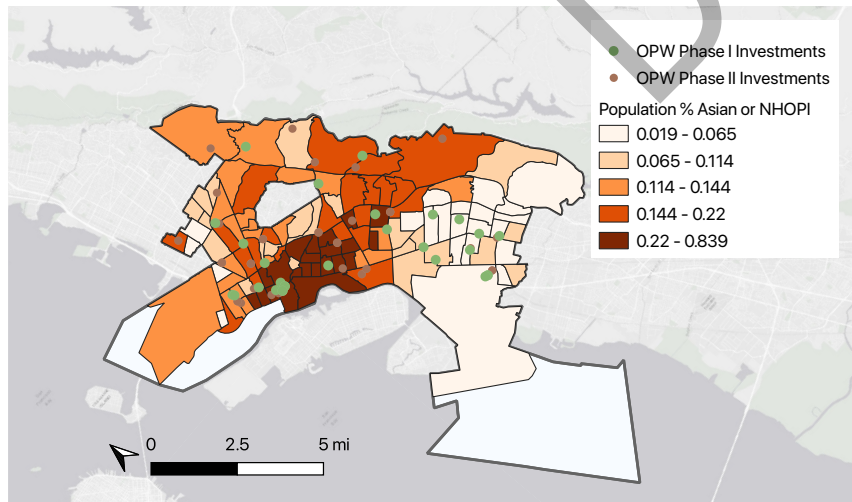 OPW Phase I Investments
OPW Phase II Investments
Population % Asian or NHOPI
0.019 - 0.065
0.065 - 0.114
0.114 - 0.144
0.144 - 0.22
0.22 - 0.839
0 2.5 5 mi